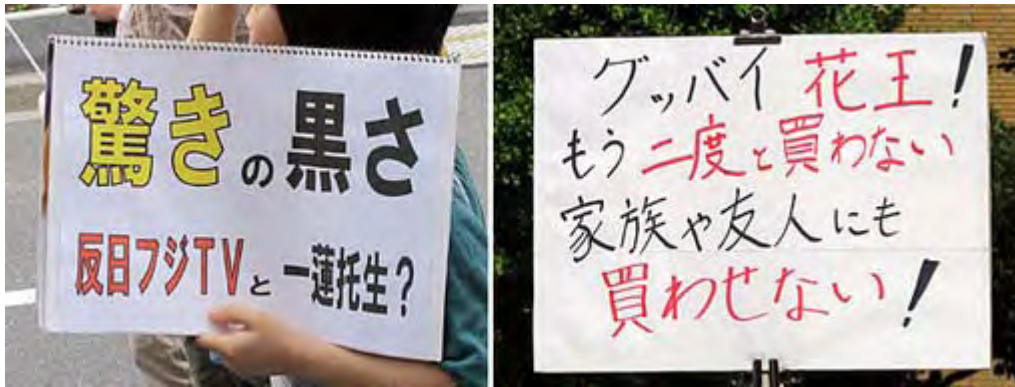 驚きの黒さ
反日フジTVと一蓮托生?
グッバイ花王!
もう二度と買わない
家族や友人にも
買わせない!